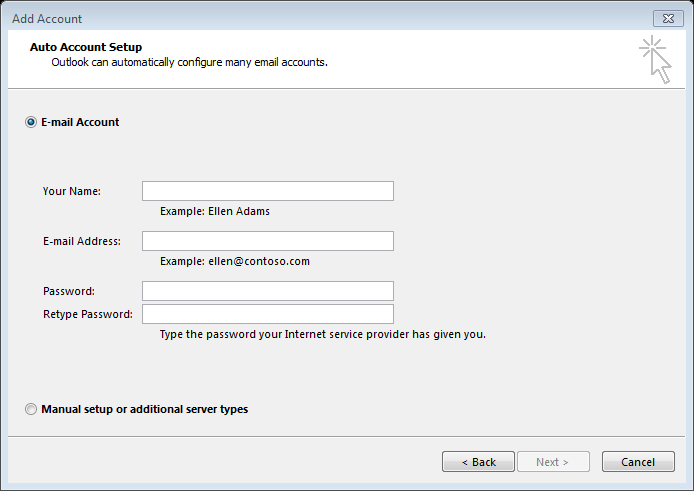 Add Account
Auto Account Setup
Outlook can automatically configure many email accounts.
E-mail Account
Your Name:
Example: Ellen Adams
E-mail Address:
Example: ellen@contoso.com
Password:
Retype Password:
Type the password your Internet service provider has given you.
Manual setup or additional server types
< Back Next > Cancel